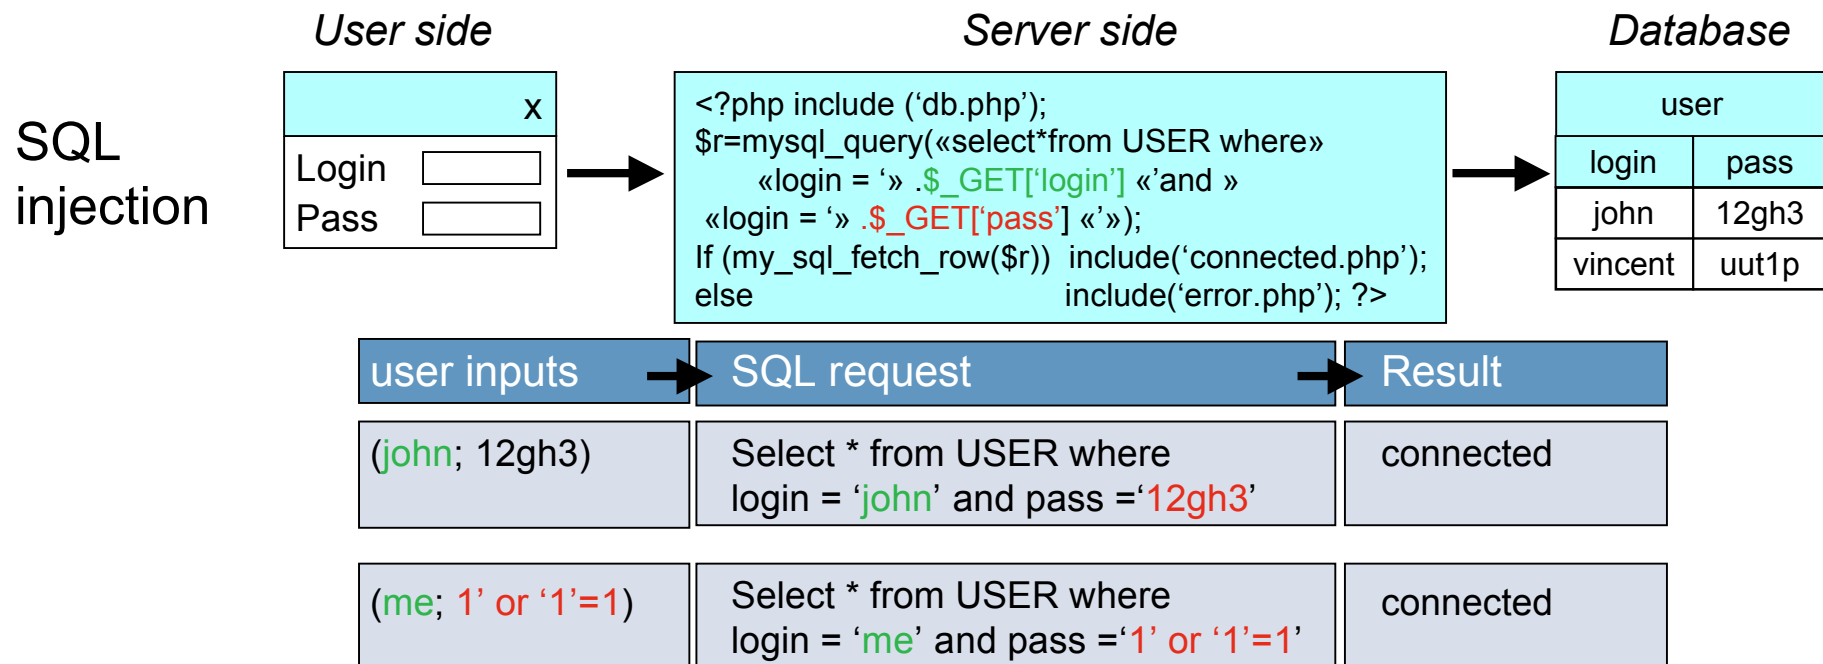 User side
Server side
Database
SQL
injection
x
Login
Pass
<?php include (‘db.php’);
$r=mysql_query(«select*from USER where»
«login = ‘» .$_GET[‘login’] «’and »
«login = ‘» .$_GET[‘pass’] «’»);
If (my_sql_fetch_row($r)) include(‘connected.php’);
else include(‘error.php’); ?>
user
login pass
john 12gh3
vincent uut1p
user inputs SQL request Result
(john; 12gh3)
Select * from USER where
login = ‘john’ and pass =‘12gh3’
connected
(me; 1’ or ‘1’=1)
Select * from USER where
login = ‘me’ and pass =‘1’ or ‘1’=1’
connected